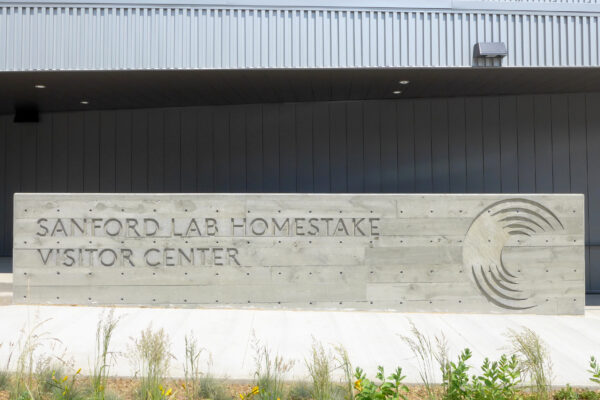 SANFORD LAB HOMESTAKE
VISITOR CENTER